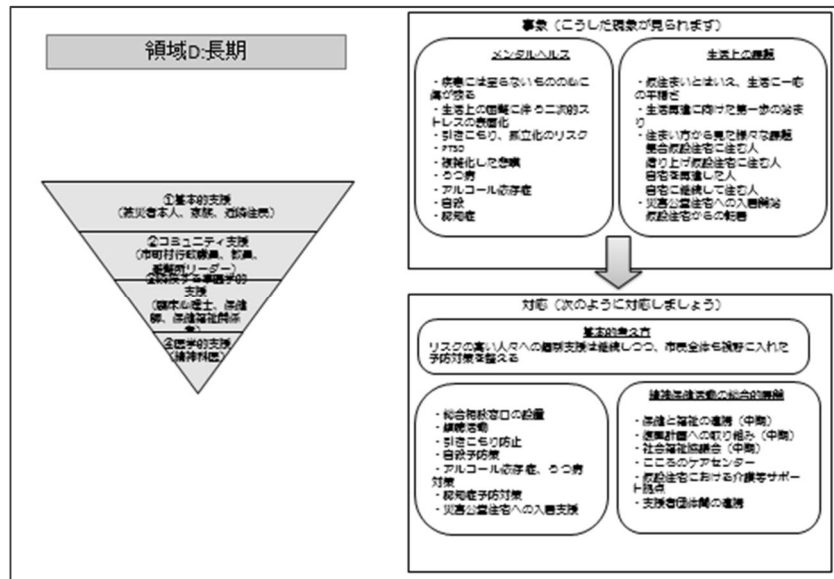 領域D:長期
①基本的支援
(被災者本人、家族、近隣住民)
②コミュニティ支援
(市町村行政職員、教員、
避難所リーダー)
支援
(臨床心理士、保健
師、保健福祉関係
者)
④医学的支援
(精神科医)
事象(こうした現象が見られます)
メンタルヘルス
・疾患には至らないものの心に
傷が残る
・生活上の困難に伴う二次的ス
トレスの表面化
・引きこもり、孤立化のリスク
・PTSD
・複雑化した悲嘆
・うつ病
・アルコール依存症
・自殺
・認知症
生活上の課題
・仮住まいとはいえ、生活に一応
の平穏さ
・生活再建に向けた第一歩の始ま
り
・住まい方から見た様々な課題
集合仮設住宅に住む人
借り上げ仮設住宅に住む人
自宅を再建した人
自宅に継続して住む人
・災害公営住宅への入居開始
仮設住宅からの転居
対応(次のように対応しましょう)
基本的考え方
リスクの高い人々への個別支援は継続しつつ、市民全体も視野に入れた
予防対策を整える
・総合相談窓口の設置
・傾聴活動
・引きこもり防止
・自殺予防策
・アルコール依存症、うつ病
対策
・認知症予防対策
・災害公営住宅への入居支援
精神保健活動の総合的展開
・保健と福祉の連携(中期)
・復興計画への取り組み(中期)
・社会福祉協議会(中期)
・こころのケアセンター
・仮設住宅における介護等サポー
ト拠点
・支援者団体間の連携